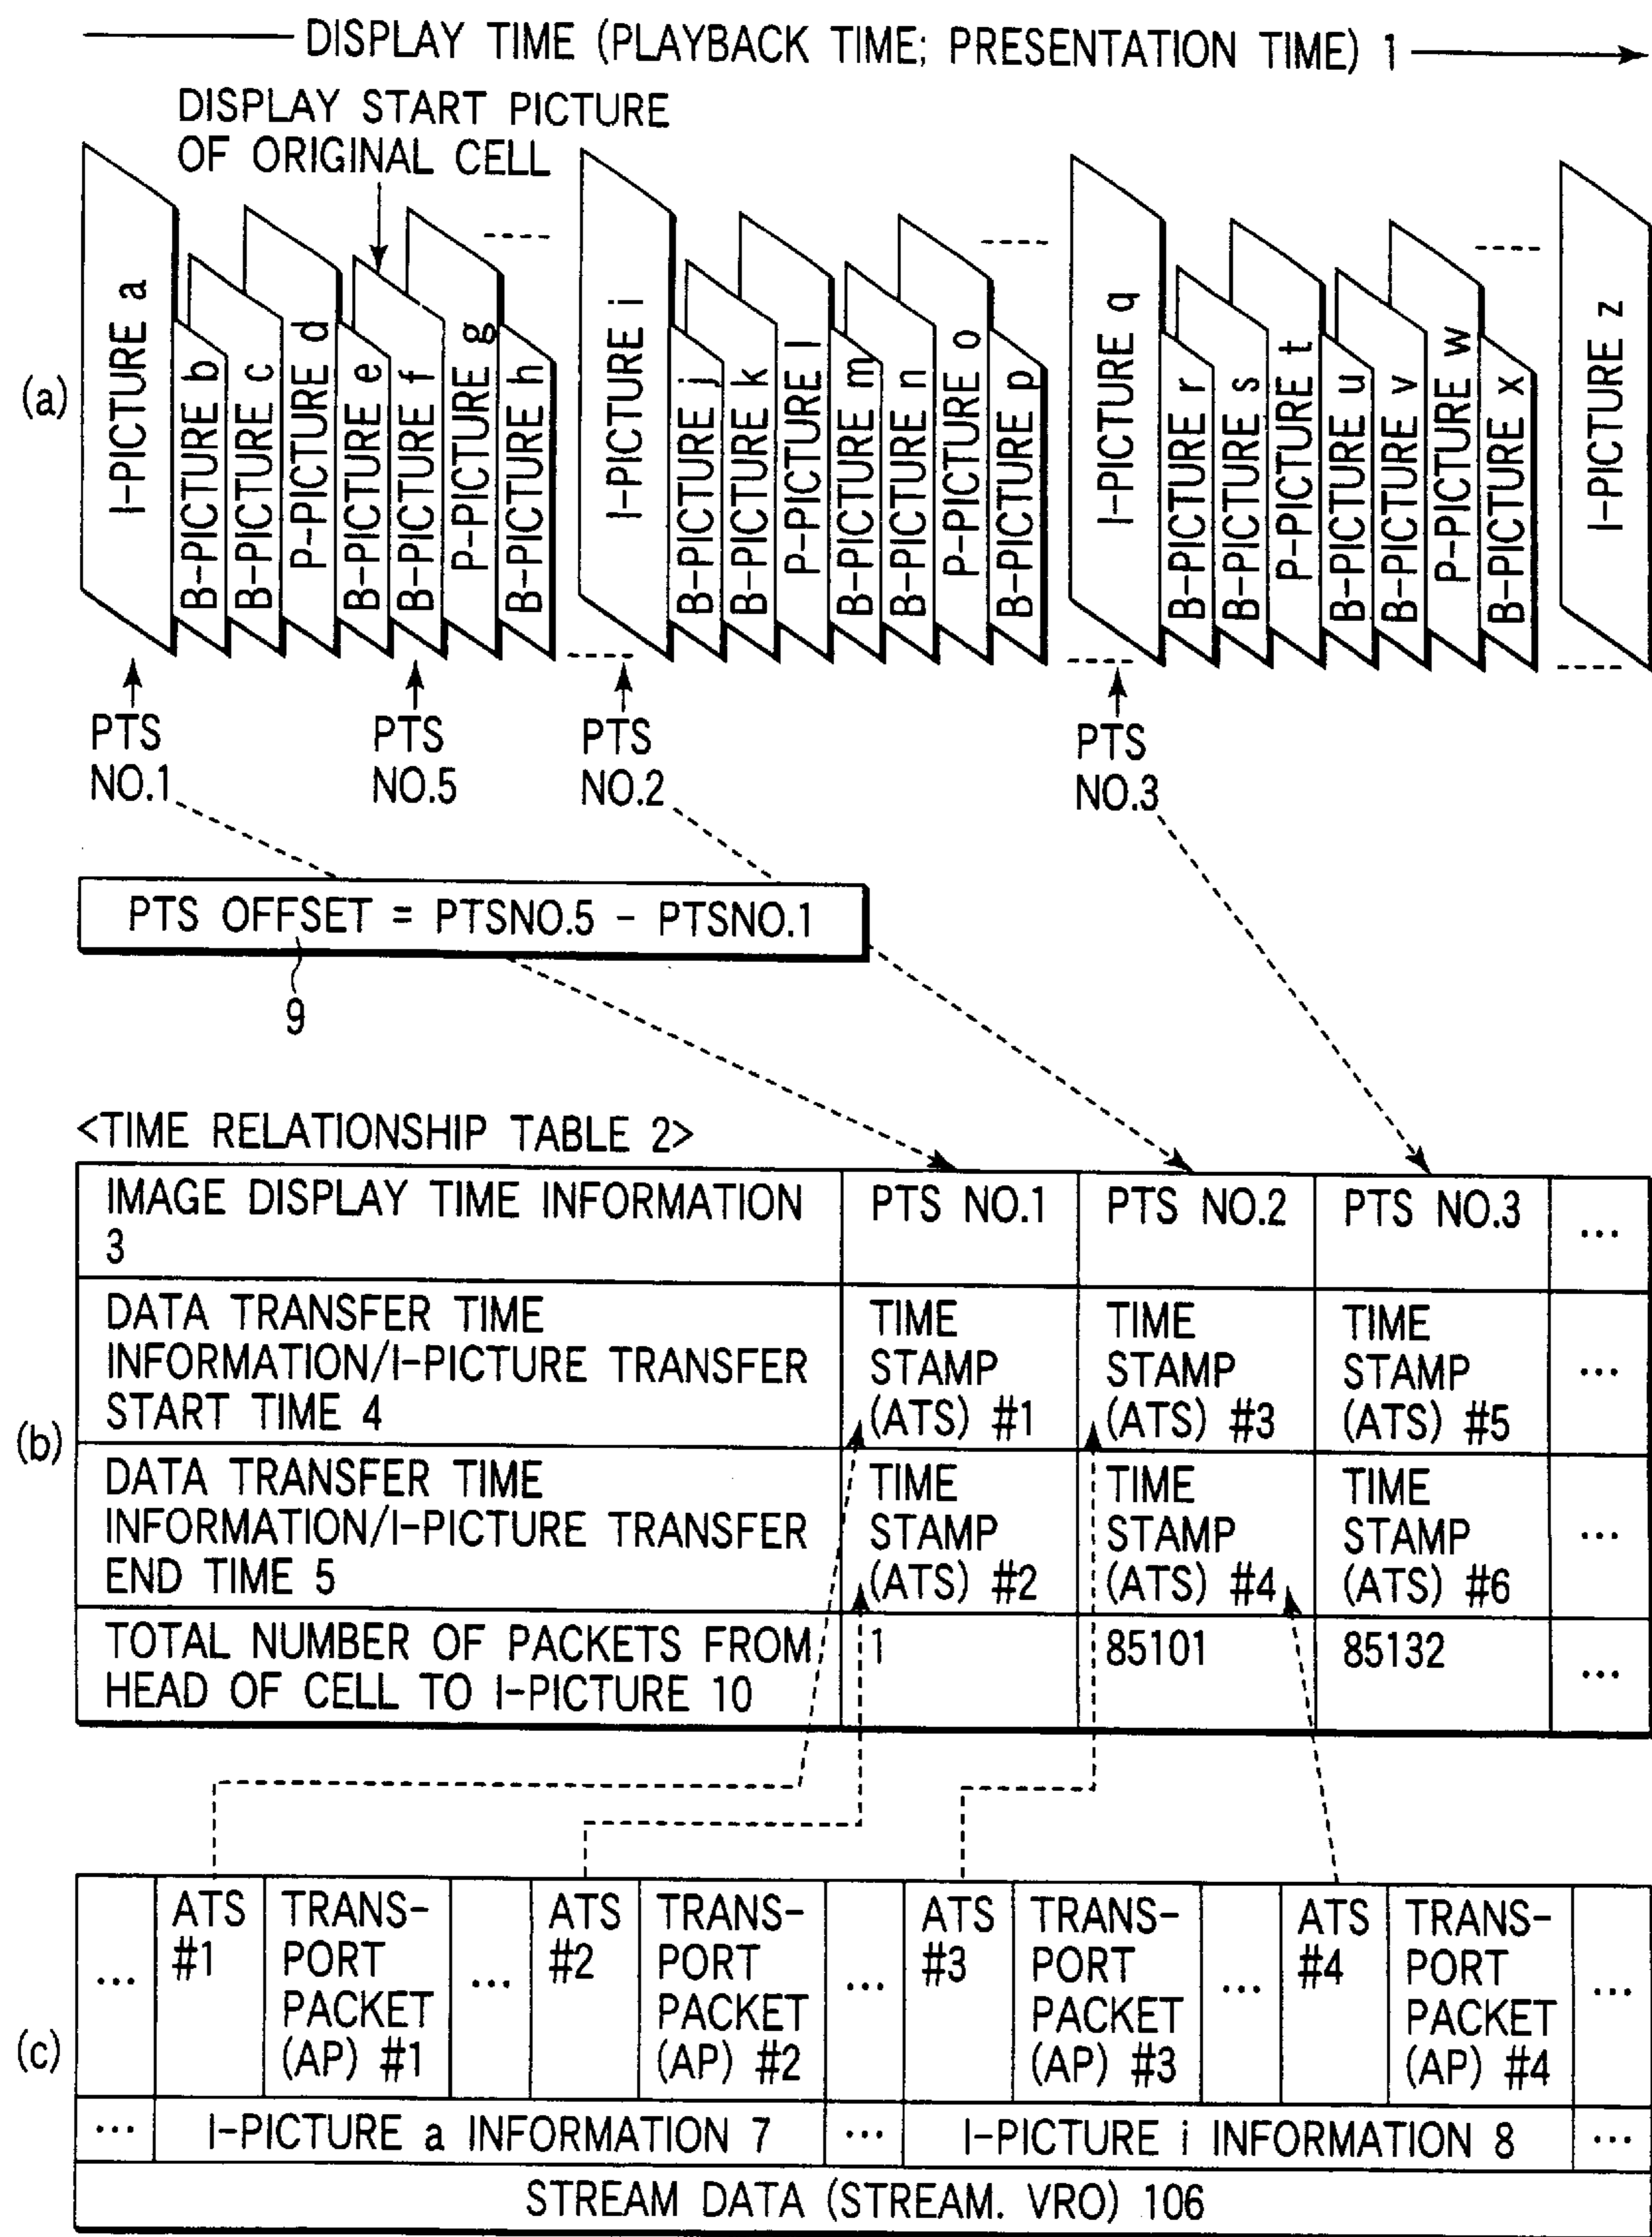 DISPLAY TIME (PLAYBACK TIME; PRESENTATION TIME) 1
DISPLAY START PICTURE
OF ORIGINAL CELL
(a)
I-PICTURE a
B-PICTURE b
B-PICTURE c
P-PICTURE d
B-PICTURE e
B-PICTURE f
P-PICTURE g
B-PICTURE h
I-PICTURE i
B-PICTURE j
B-PICTURE k
P-PICTURE l
B-PICTURE m
B-PICTURE n
P-PICTURE o
B-PICTURE p
I-PICTURE q
B-PICTURE r
B-PICTURE s
P-PICTURE t
B-PICTURE u
B-PICTURE v
P-PICTURE w
B-PICTURE x
I-PICTURE z
PTS
NO.1
PTS
NO.5
PTS
NO.2
PTS
NO.3
PTS OFFSET = PTSNO.5 - PTSNO.1
9
<TIME RELATIONSHIP TABLE 2>
(b)
IMAGE DISPLAY TIME INFORMATION
3
PTS NO.1
PTS NO.2
PTS NO.3
...
DATA TRANSFER TIME
INFORMATION/I-PICTURE TRANSFER
START TIME 4
TIME
STAMP
(ATS) #1
TIME
STAMP
(ATS) #3
TIME
STAMP
(ATS) #5
...
DATA TRANSFER TIME
INFORMATION/I-PICTURE TRANSFER
END TIME 5
TIME
STAMP
(ATS) #2
TIME
STAMP
(ATS) #4
TIME
STAMP
(ATS) #6
...
TOTAL NUMBER OF PACKETS FROM
HEAD OF CELL TO I-PICTURE 10
1
85101
85132
...
(c)
...
ATS
#1
TRANS-
PORT
PACKET
(AP) #1
...
ATS
#2
TRANS-
PORT
PACKET
(AP) #2
...
ATS
#3
TRANS-
PORT
PACKET
(AP) #3
...
ATS
#4
TRANS-
PORT
PACKET
(AP) #4
...
...
I-PICTURE a INFORMATION 7
...
I-PICTURE i INFORMATION 8
...
STREAM DATA (STREAM. VRO) 106